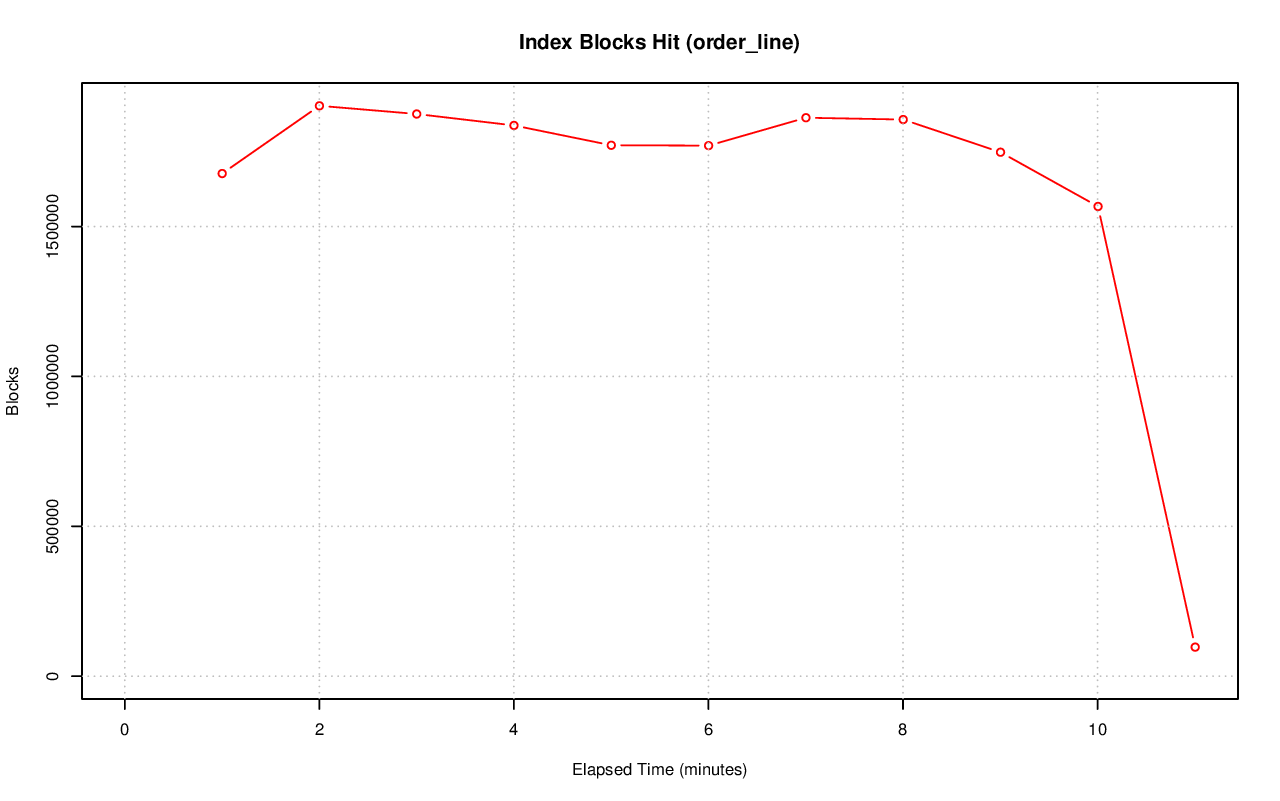 Index Blocks Hit (order_line)
Blocks
1500000
1000000
500000
0
0 2 4 6 8 10
Elapsed Time (minutes)